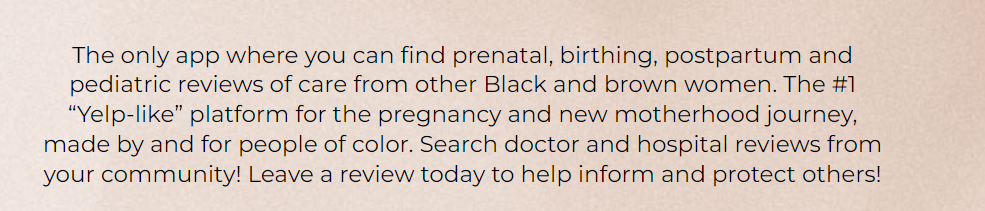 The only app where you can find prenatal, birthing, postpartum and
pediatric reviews of care from other Black and brown women. The #1
“Yelp-like” platform for the pregnancy and new motherhood journey,
made by and for people of color. Search doctor and hospital reviews from
your community! Leave a review today to help inform and protect others!